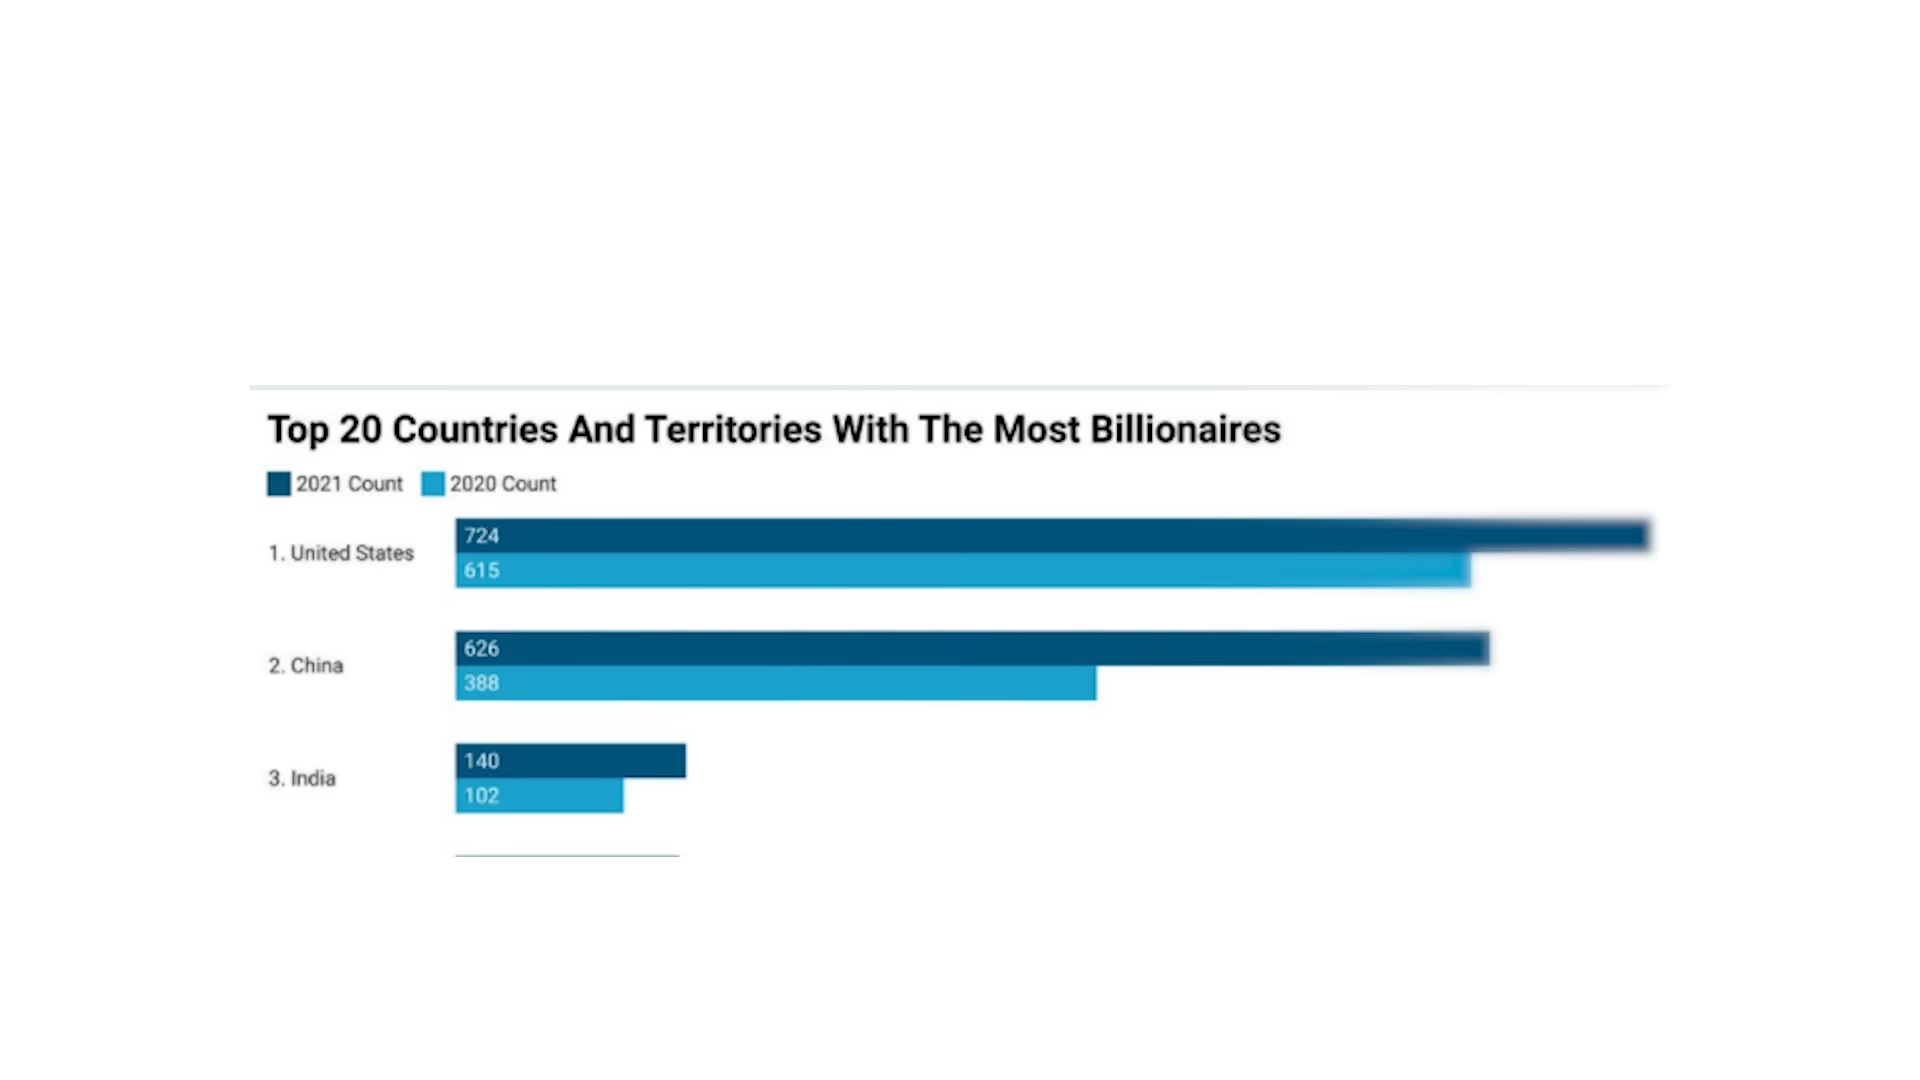 Top 20 Countries And Territories With The Most Billionaires
2021 Count 2020 Count
1. United States
724
615
2. China
626
388
3. India
140
102